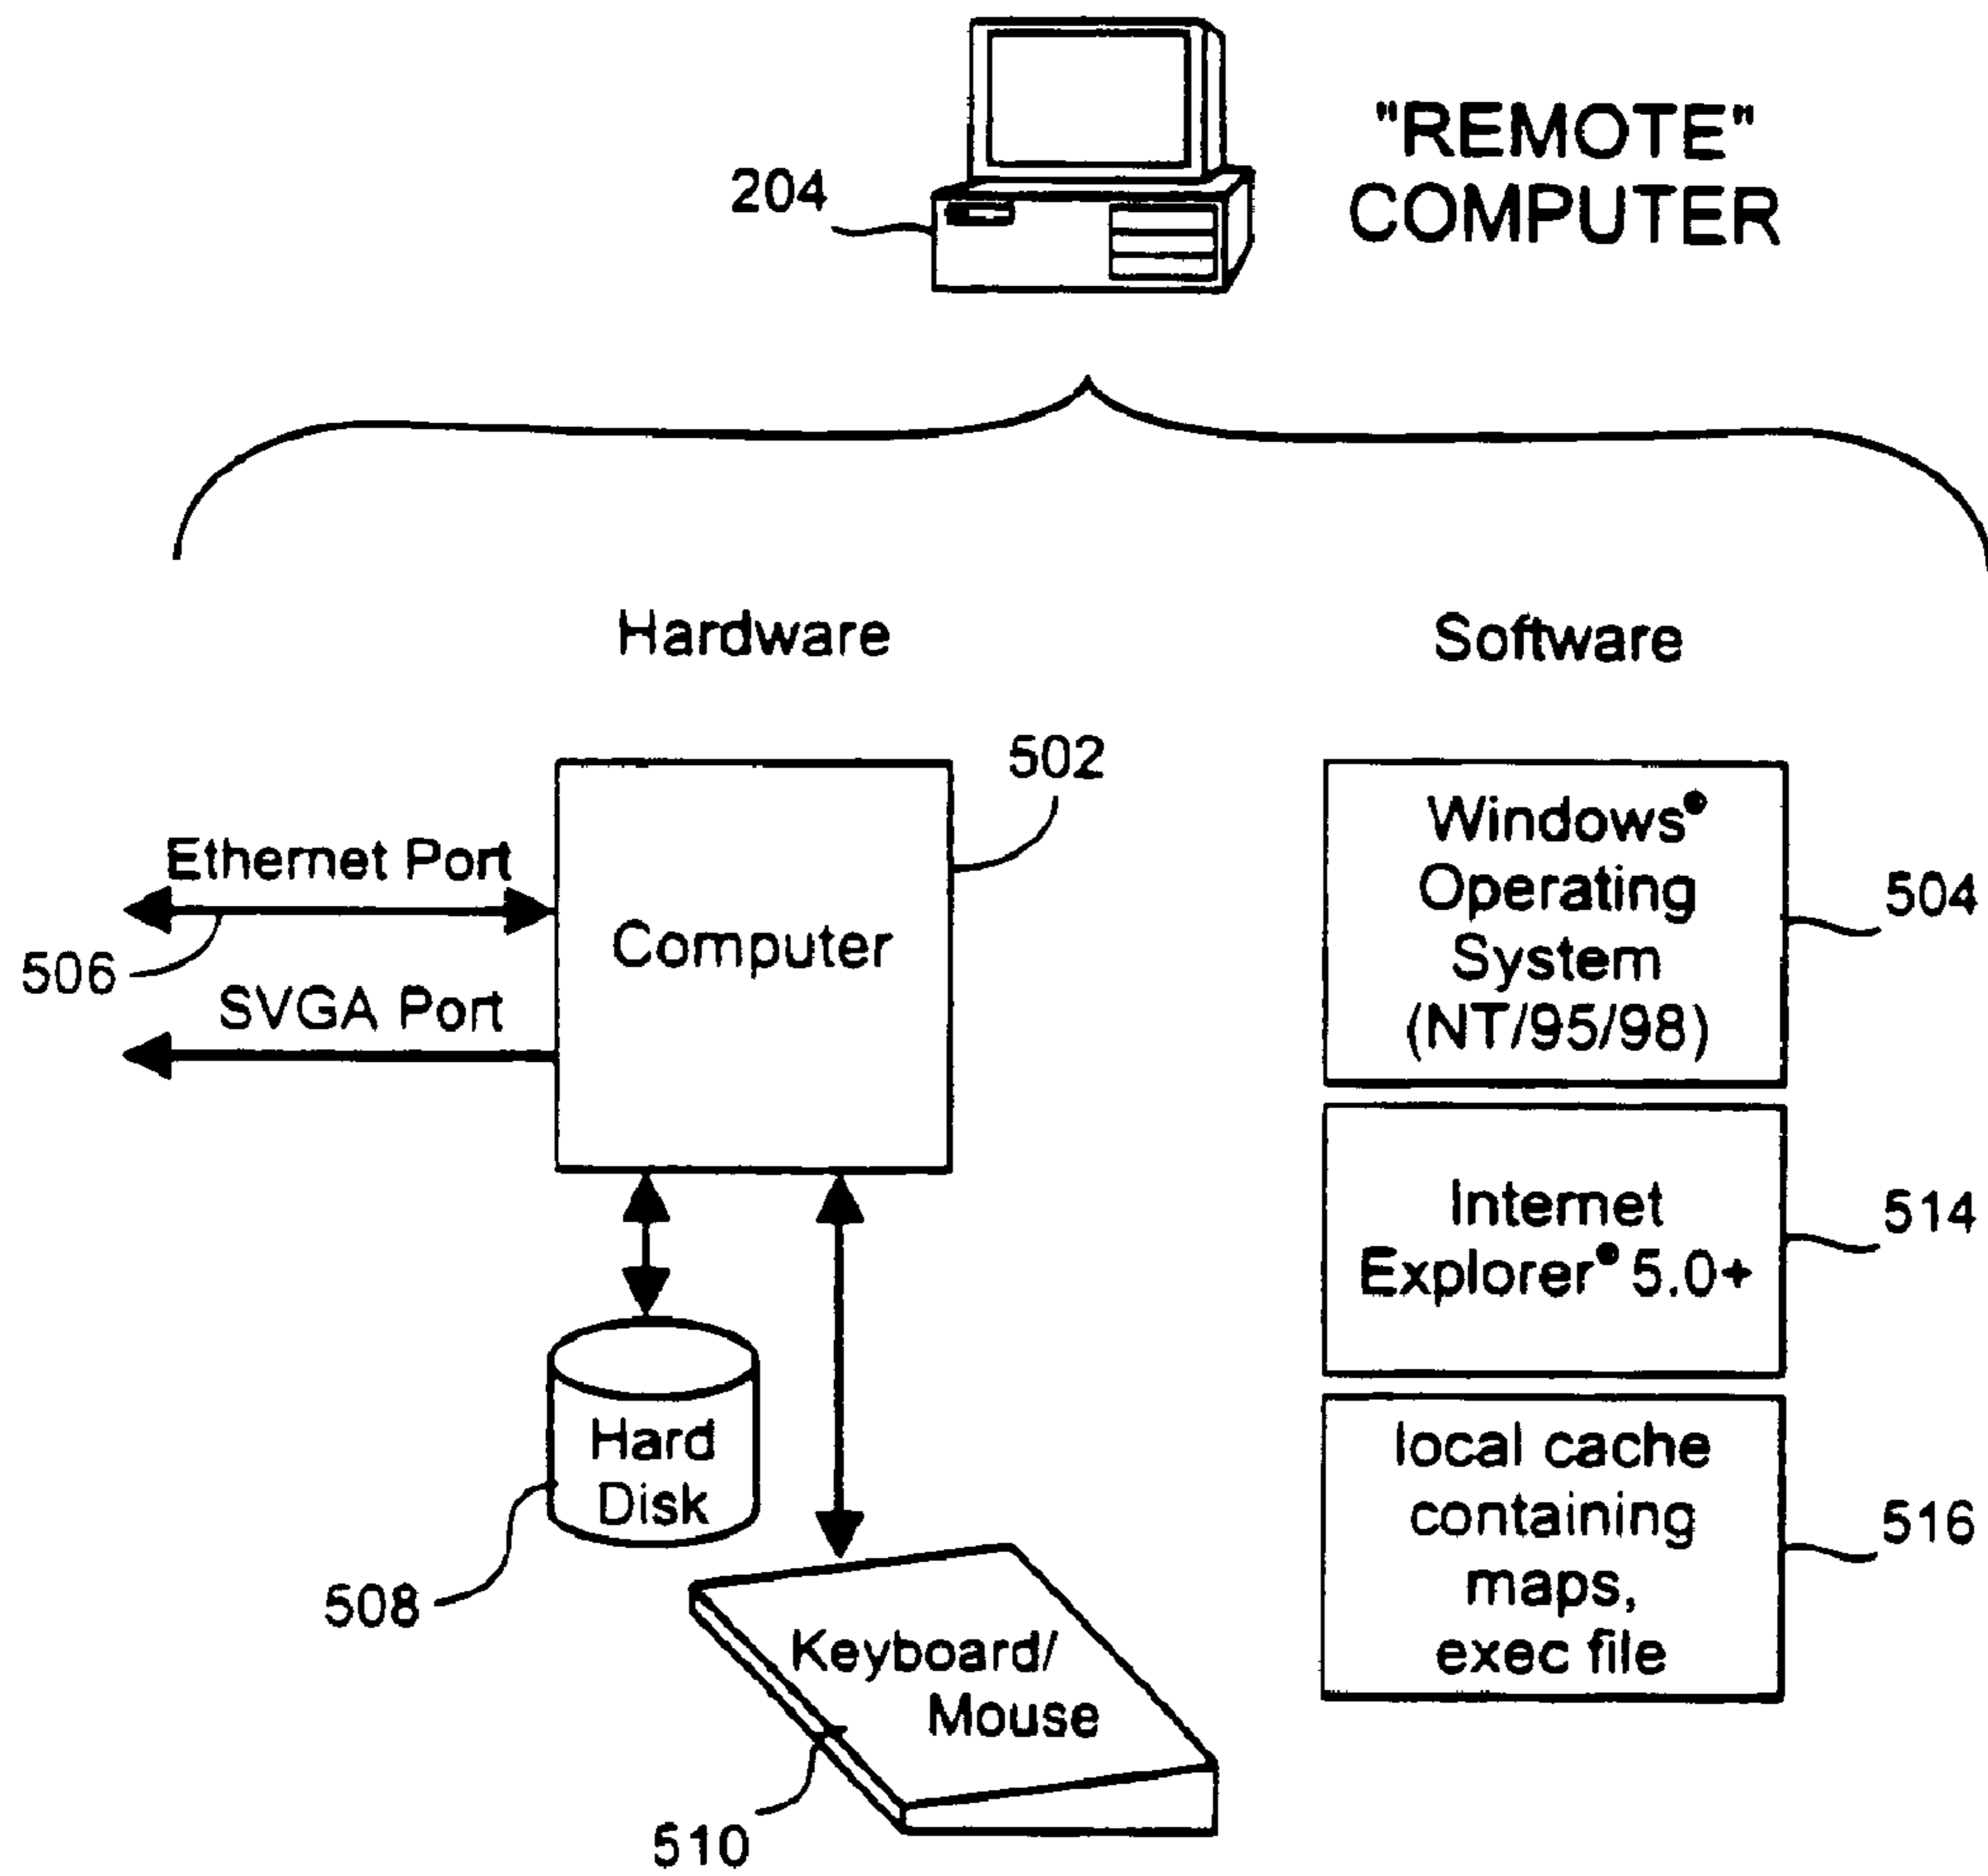 "REMOTE"
COMPUTER
204
Hardware
Software
502
Ethernet Port
506
SVGA Port
Computer
Windows®
Operating
System
(NT/95/98)
504
Internet
Explorer® 5.0+
514
Hard
Disk
508
Keyboard/
Mouse
510
local cache
containing
maps,
exec file
516